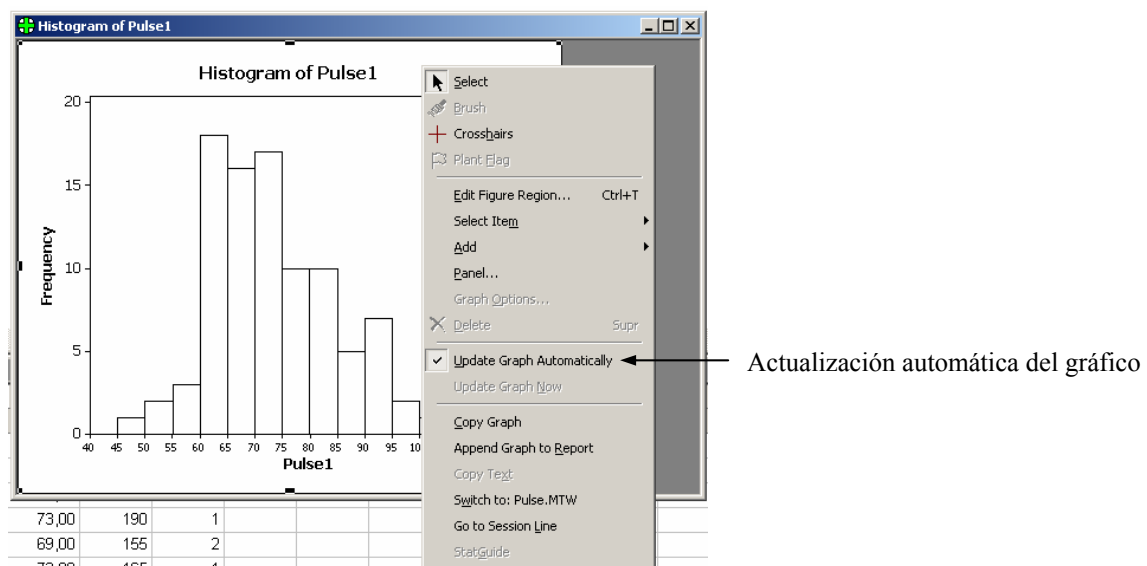 Histogram of Pulse1
Histogram of Pulse1
Frequency
20
15
10
5
0
40 45 50 55 60 65 70 75 80 85 90 95 10
Pulse1
Select
Brush
Crosshairs
Plant Flag
Edit Figure Region... Ctrl+T
Select Item
Add
Panel...
Graph Options...
Delete Supr
Update Graph Automatically
Update Graph Now
Copy Graph
Append Graph to Report
Copy Text
Switch to: Pulse.MTW
Go to Session Line
StatGuide
Actualización automática del gráfico
73,00 190 1
69,00 155 2